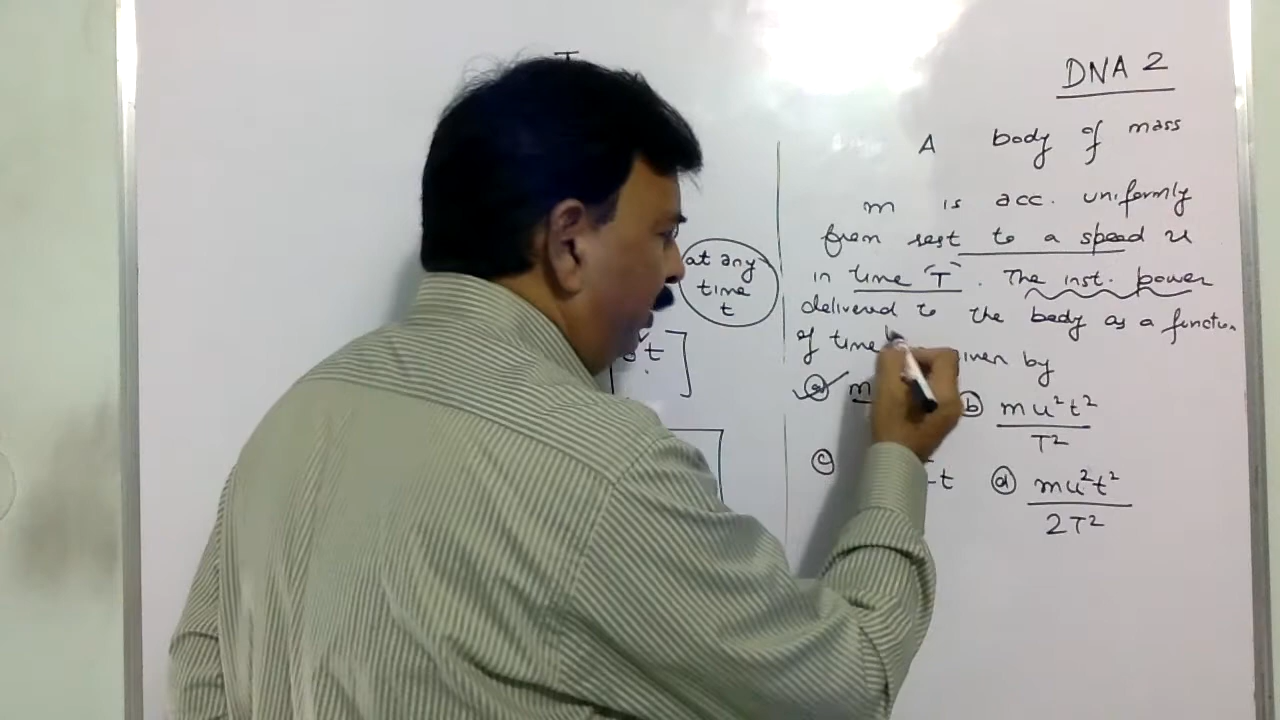 DNA 2
A body of mass
m is acc. uniformly
from rest to a speed u
in time "T". The inst. power
delivered to the body as a function
of time given by
at any
time
t
t]
(a) m (b) mu²t²/T²
(c) t (d) mu²t²/2T²